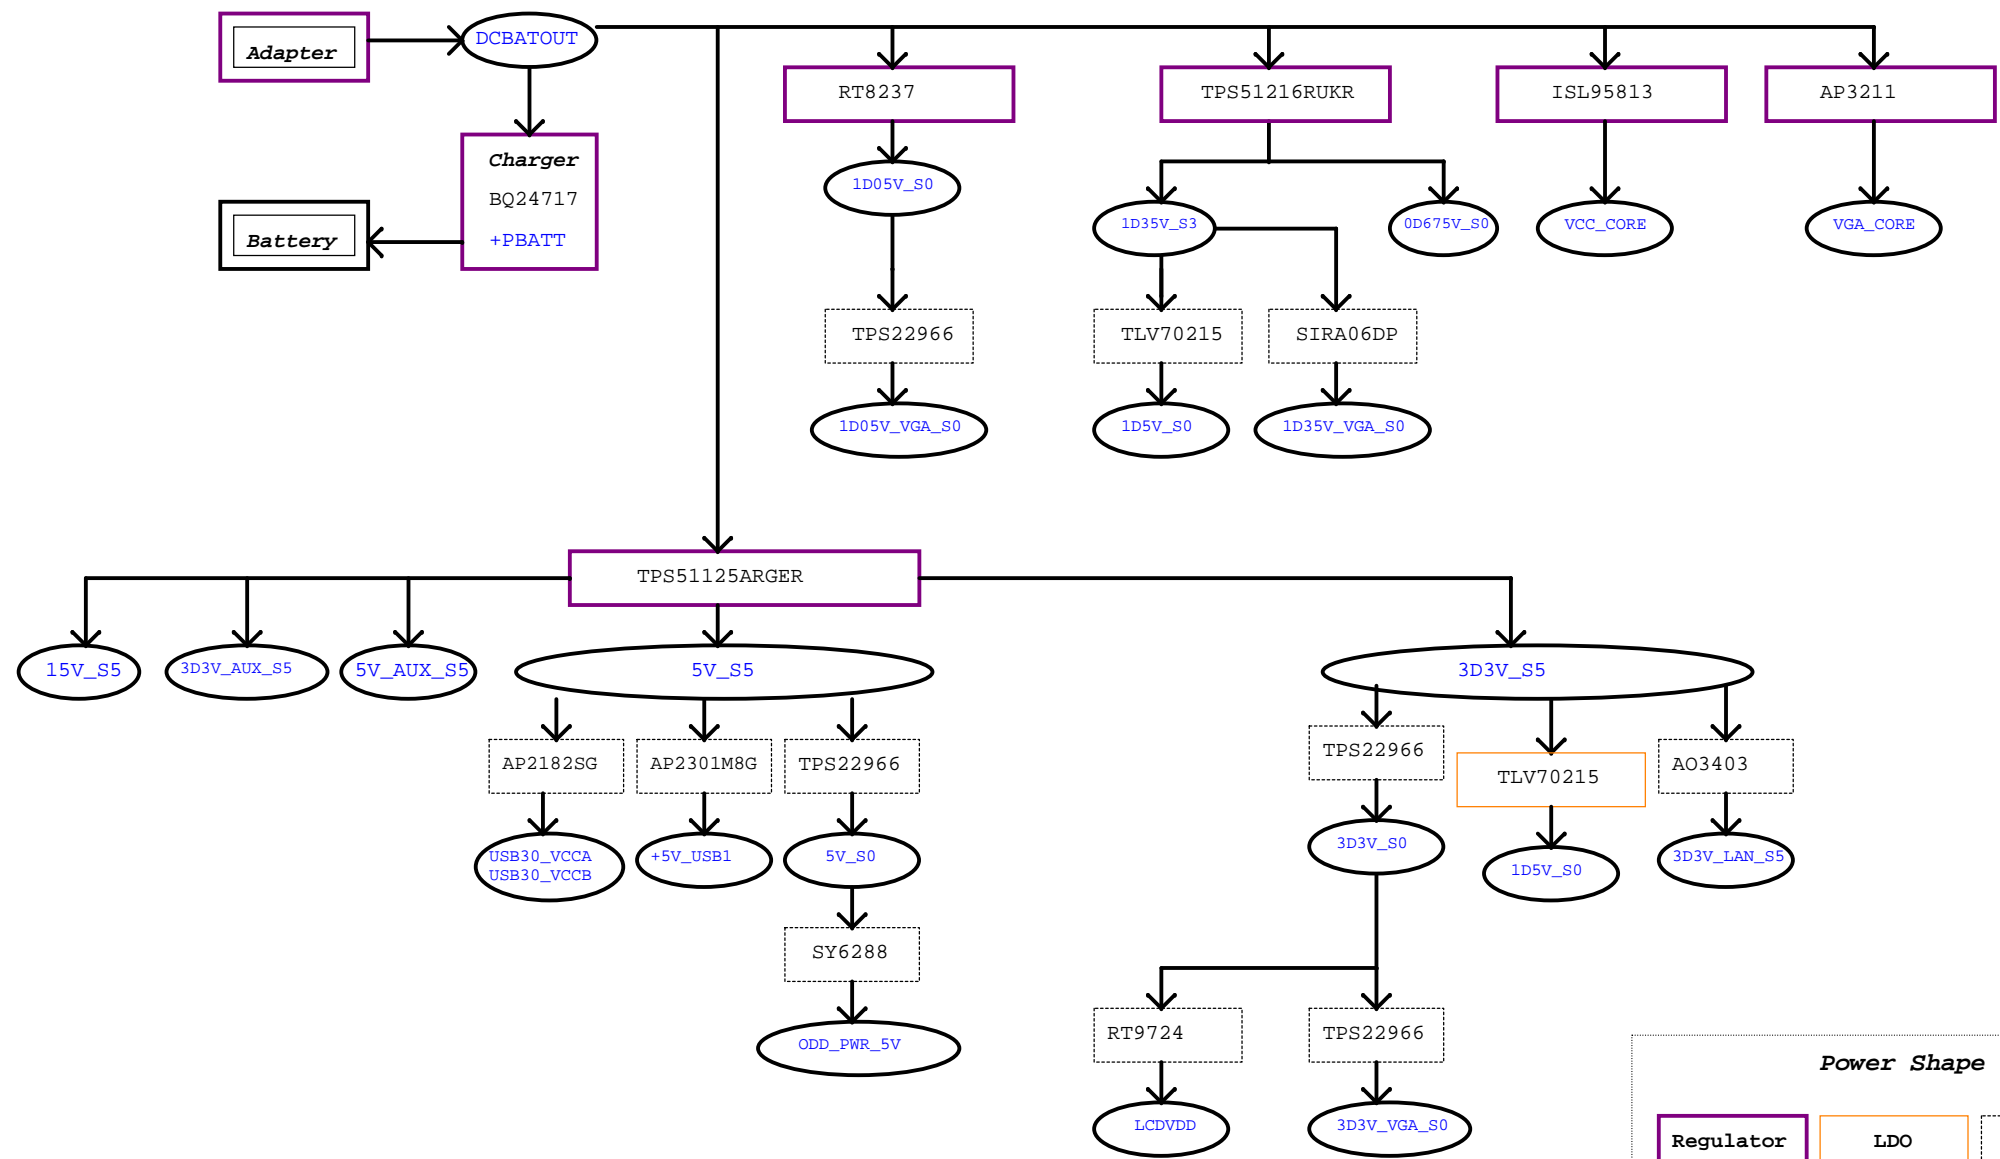 Adapter
DCBATOUT
RT8237
TPS51216RUKR
ISL95813
AP3211
Charger
BQ24717
+PBATT
Battery
1D05V_S0
1D35V_S3
0D675V_S0
VCC_CORE
VGA_CORE
TPS22966
TLV70215
SIRA06DP
1D05V_VGA_S0
1D5V_S0
1D35V_VGA_S0
TPS51125ARGER
15V_S5
3D3V_AUX_S5
5V_AUX_S5
5V_S5
3D3V_S5
AP2182SG
AP2301M8G
TPS22966
TPS22966
TLV70215
AO3403
USB30_VCCA
USB30_VCCB
+5V_USB1
5V_S0
3D3V_S0
1D5V_S0
3D3V_LAN_S5
SY6288
ODD_PWR_5V
RT9724
TPS22966
LCDVDD
3D3V_VGA_S0
Power Shape
Regulator
LDO